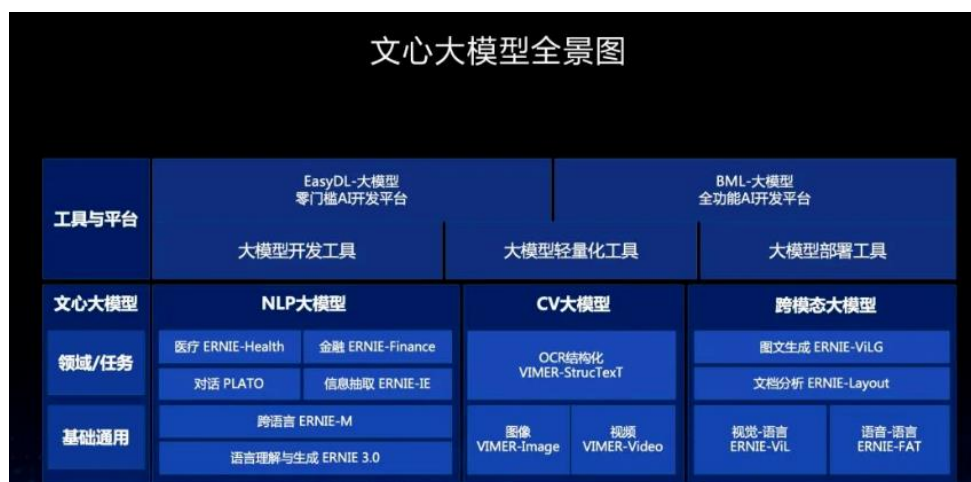 文心大模型全景图
工具与平台
EasyDL-大模型
零门槛AI开发平台
BML-大模型
全功能AI开发平台
大模型开发工具
大模型轻量化工具
大模型部署工具
文心大模型
NLP大模型
CV大模型
跨模态大模型
领域/任务
医疗 ERNIE-Health
金融 ERNIE-Finance
对话 PLATO
信息抽取 ERNIE-IE
OCR结构化
VIMER-StrucTexT
图文生成 ERNIE-ViLG
文档分析 ERNIE-Layout
基础通用
跨语言 ERNIE-M
语言理解与生成 ERNIE 3.0
图像
VIMER-Image
视频
VIMER-Video
视觉-语言
ERNIE-ViL
语音-语言
ERNIE-FAT